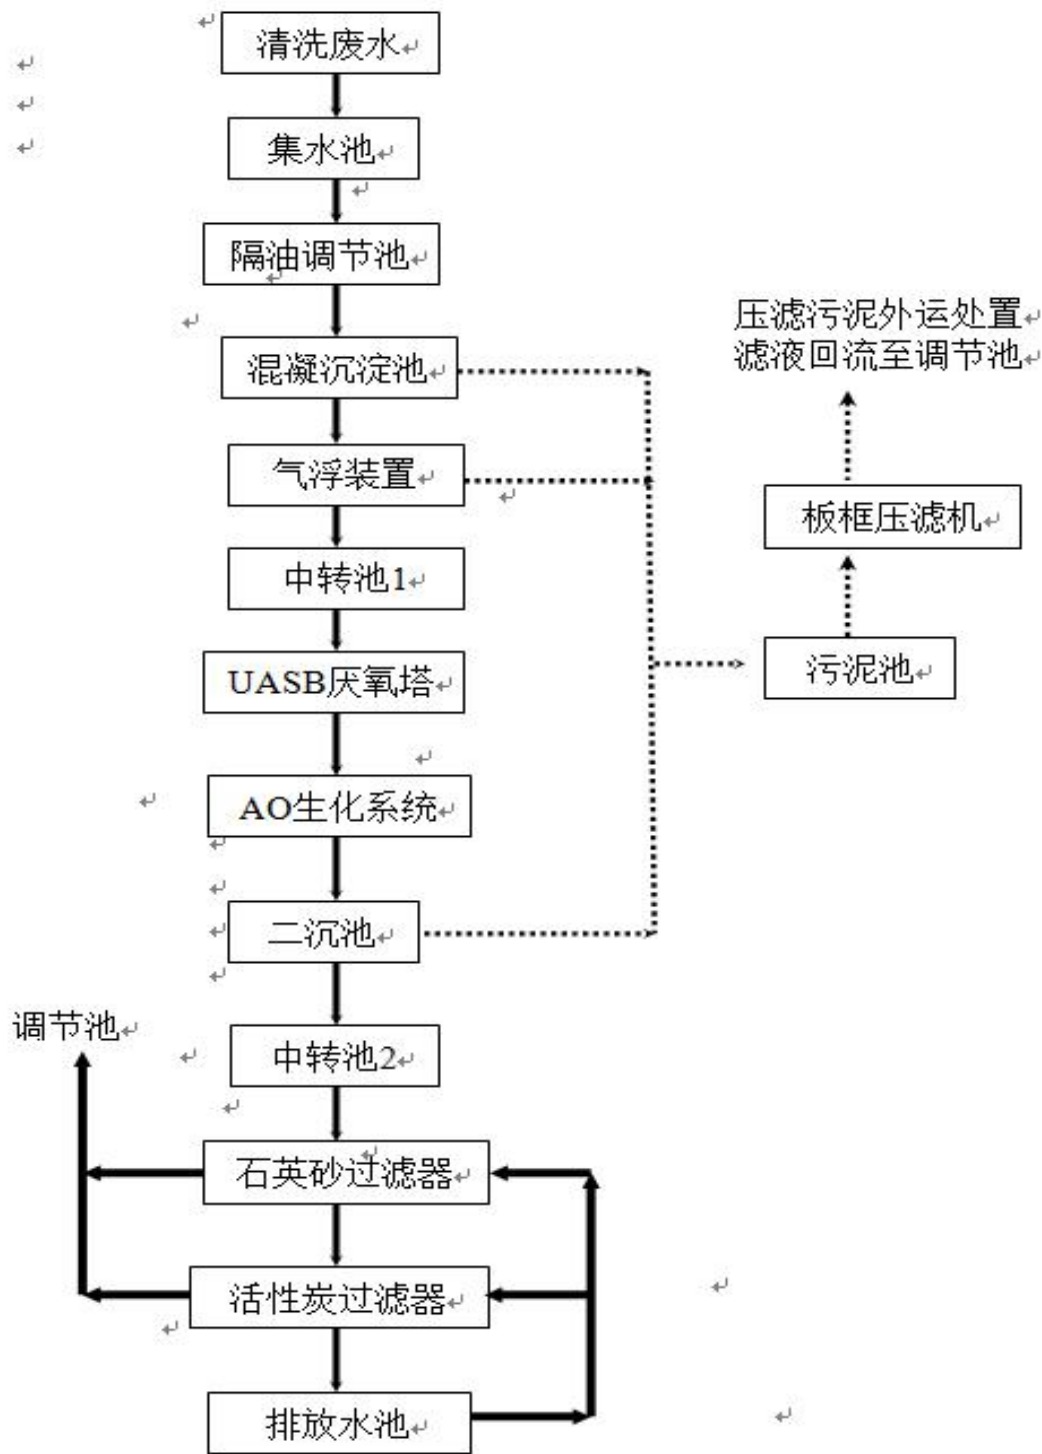 清洗废水
集水池
隔油调节池
压滤污泥外运处置
滤液回流至调节池
混凝沉淀池
气浮装置
板框压滤机
中转池1
污泥池
UASB厌氧塔
AO生化系统
二沉池
调节池
中转池2
石英砂过滤器
活性炭过滤器
排放水池